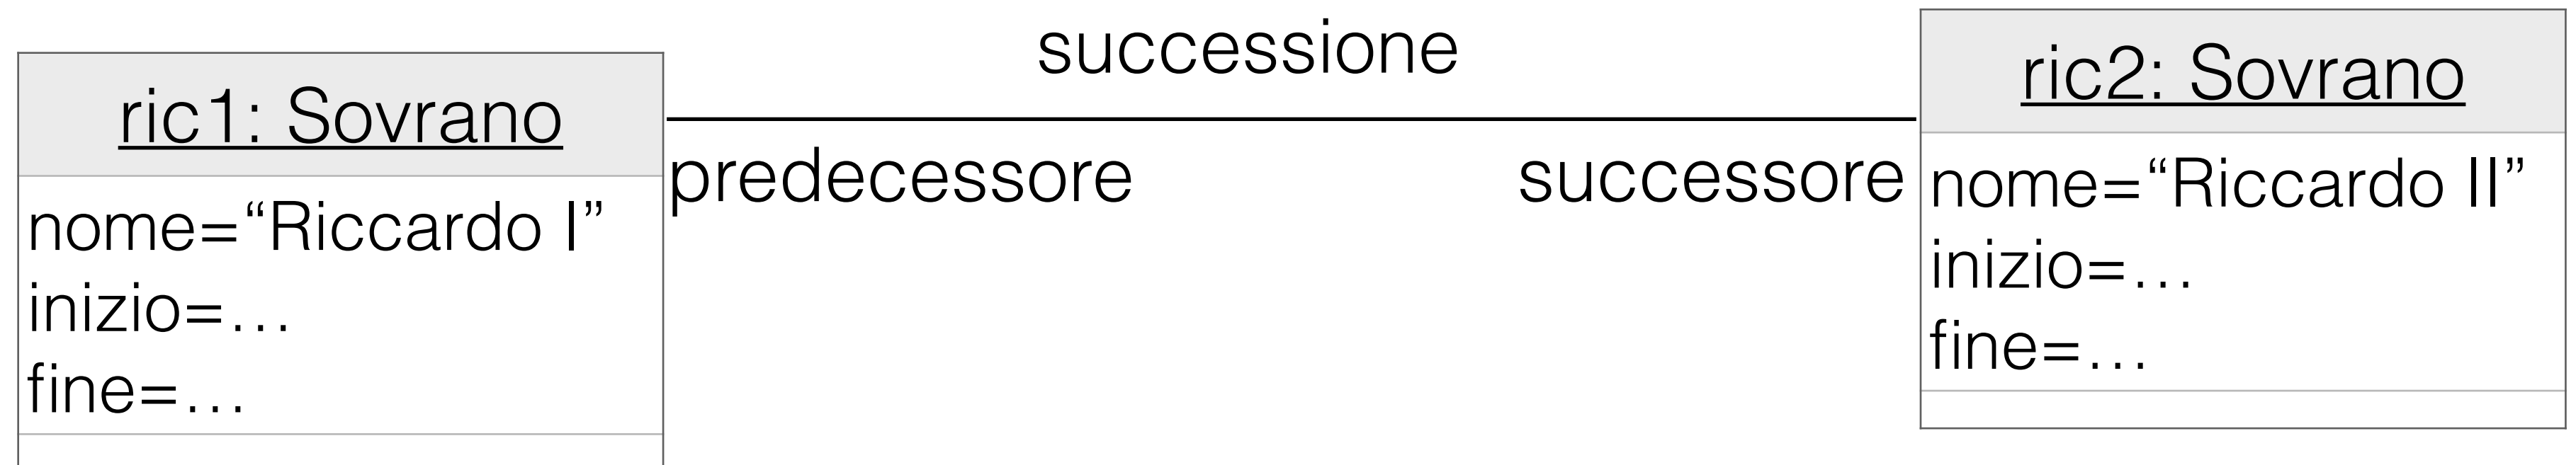 successione
ric1: Sovrano
predecessore
successore
nome=“Riccardo I”
inizio=…
fine=…
ric2: Sovrano
nome=“Riccardo II”
inizio=…
fine=…